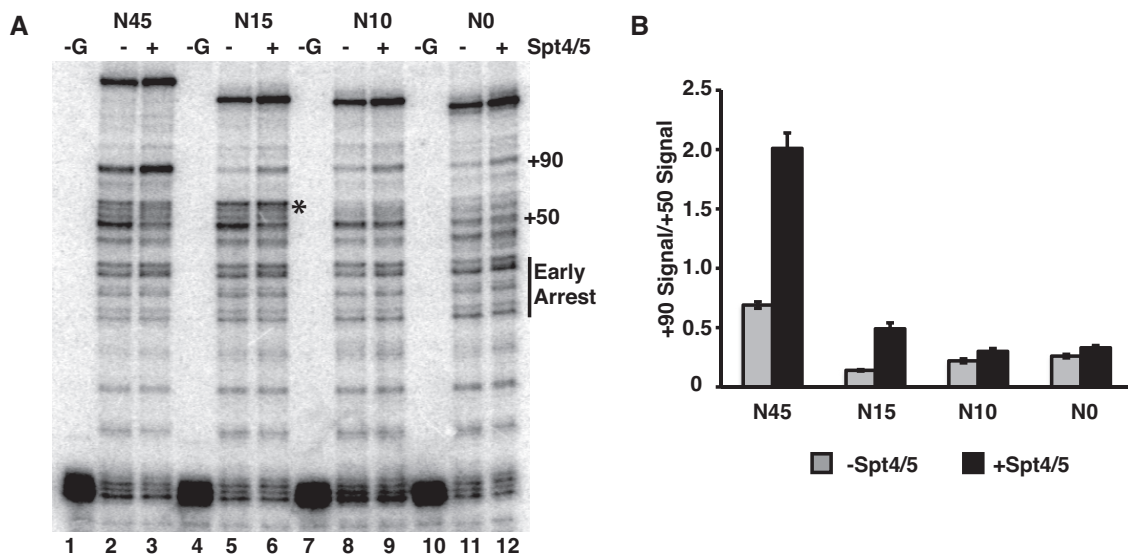 A
N45 N15 N10 N0
-G - + -G - + -G - + -G - + Spt4/5
+90
*
+50
Early
Arrest
1 2 3 4 5 6 7 8 9 10 11 12
B
+90 Signal/+50 Signal
2.5
2.0
1.5
1.0
0.5
0
N45 N15 N10 N0
-Spt4/5 +Spt4/5